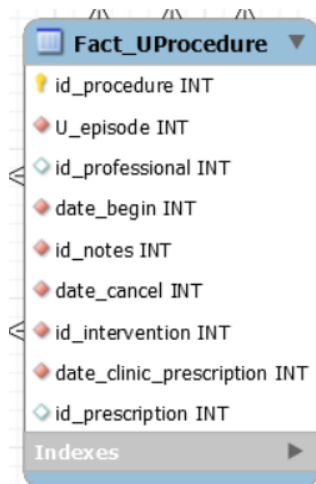 Fact_UProcedure
id_procedure INT
U_episode INT
id_professional INT
date_begin INT
id_notes INT
date_cancel INT
id_intervention INT
date_clinic_prescription INT
id_prescription INT
Indexes